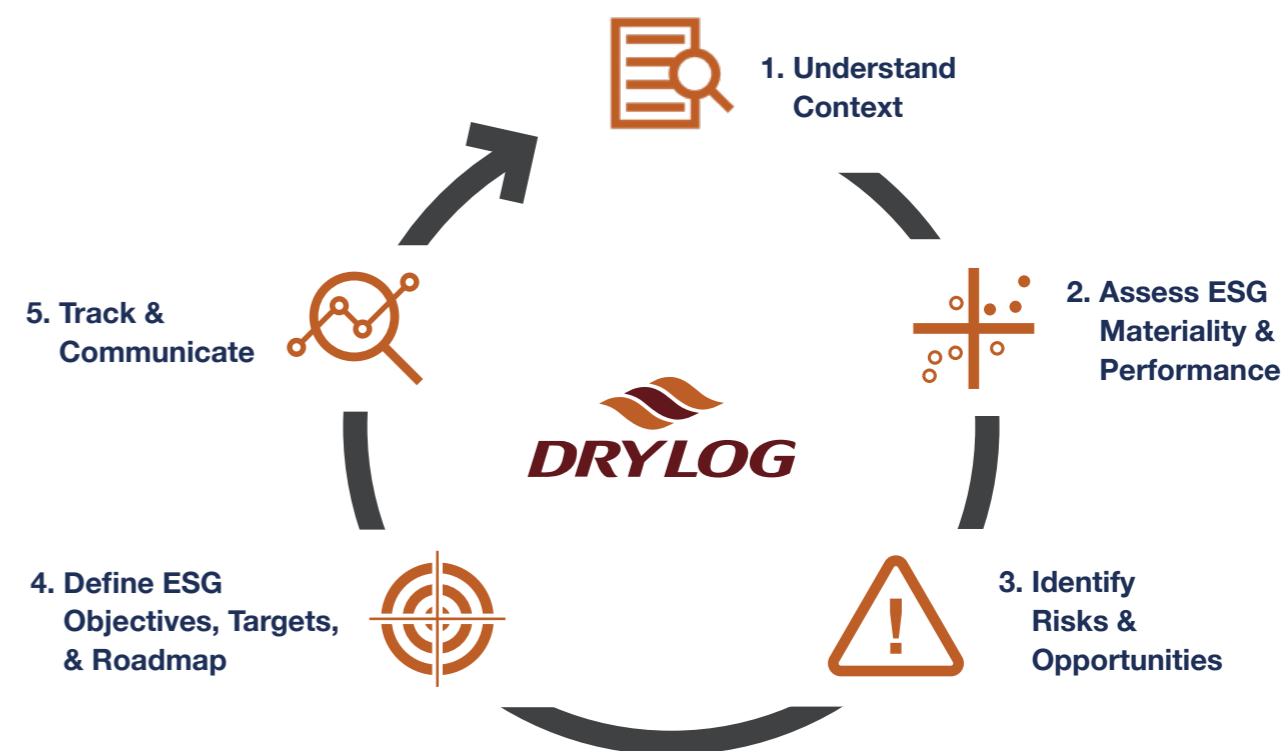 1. Understand
Context
2. Assess ESG
Materiality &
Performance
3. Identify
Risks &
Opportunities
4. Define ESG
Objectives, Targets,
& Roadmap
5. Track &
Communicate
DRYLOG